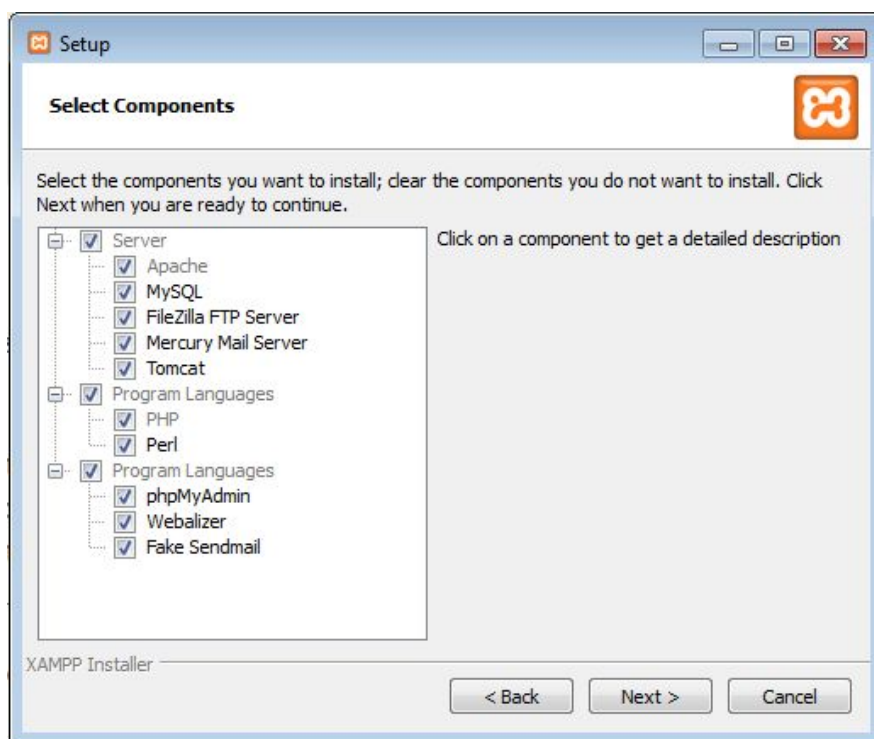 Setup
Select Components
Select the components you want to install; clear the components you do not want to install. Click
Next when you are ready to continue.
Server
Apache
MySQL
FileZilla FTP Server
Mercury Mail Server
Tomcat
Program Languages
PHP
Perl
Program Languages
phpMyAdmin
Webalizer
Fake Sendmail
Click on a component to get a detailed description
XAMPP Installer
< Back
Next >
Cancel